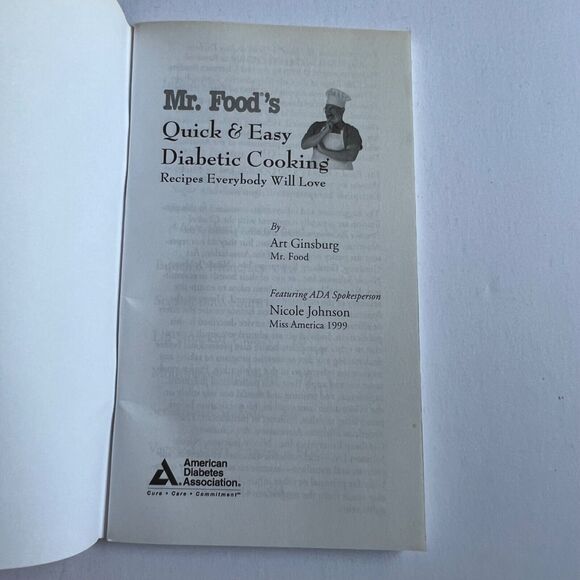 Mr. Food®'s
Quick & Easy
Diabetic Cooking
Recipes Everybody Will Love
By
Art Ginsburg
Mr. Food
Featuring ADA Spokesperson
Nicole Johnson
Miss America 1999
American
Diabetes
Association®
Cure • Care • Commitment℠